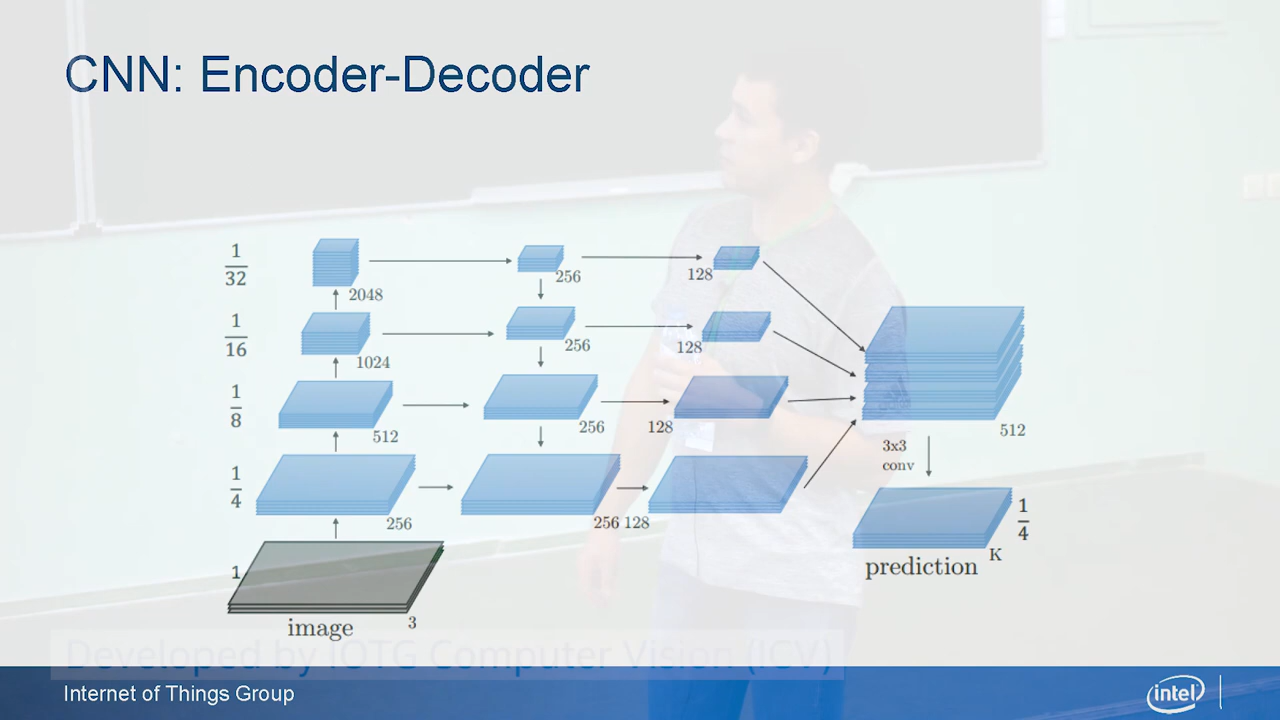 CNN: Encoder-Decoder
1
32
2048
256
128
1
16
1024
256
128
1
8
512
256
128
512
3x3
conv
1
4
256
256
128
1
4
K
prediction
1
3
image
Developed by IOTG Computer Vision (ICV)
Internet of Things Group
intel